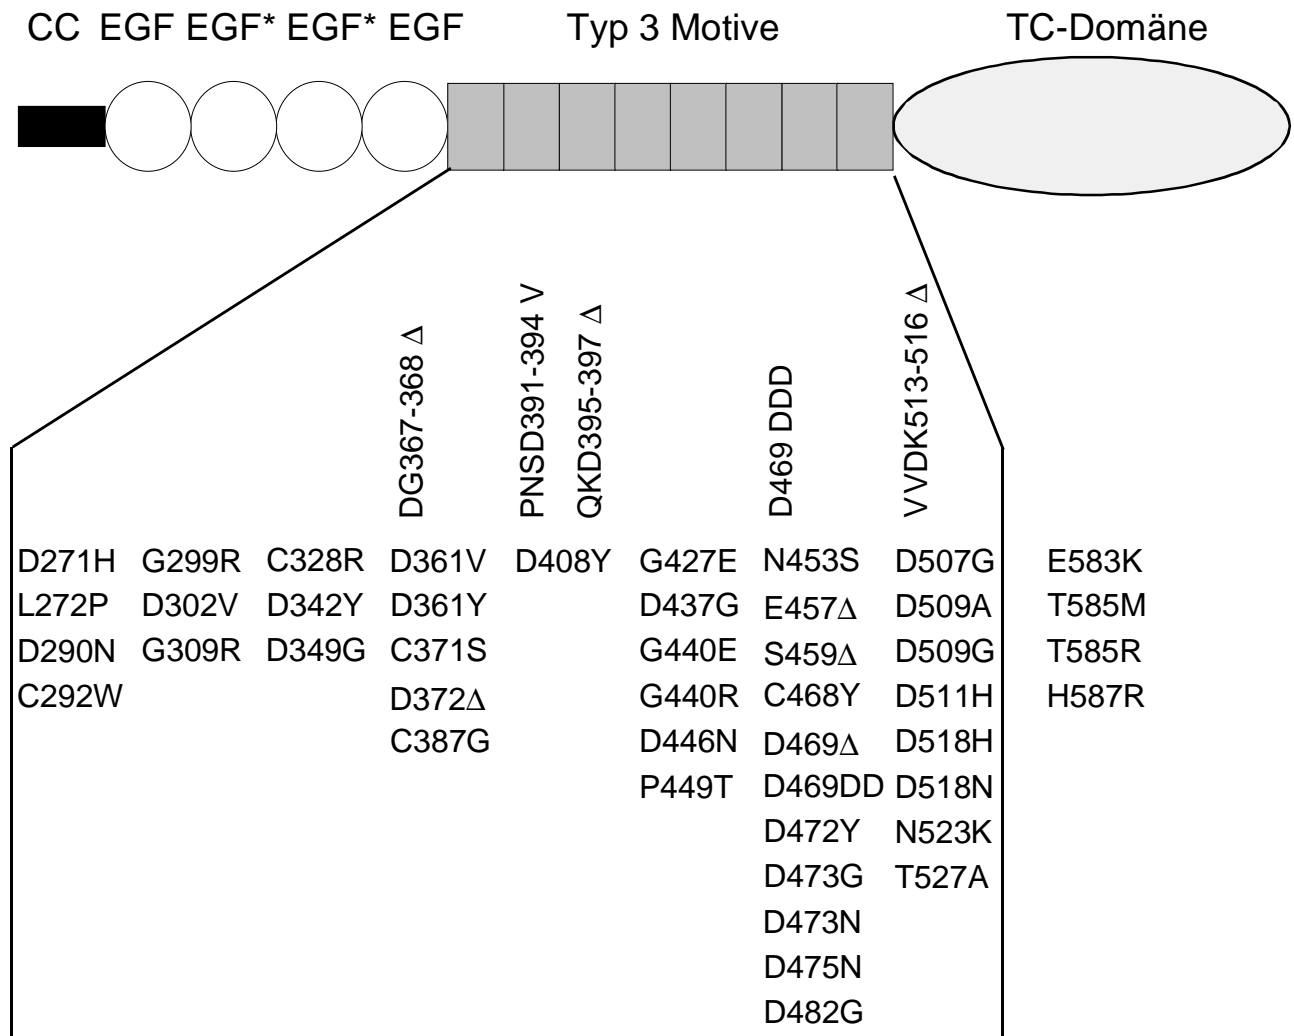 CC EGF EGF* EGF* EGF Typ 3 Motive TC-Domäne
DG367-368 Δ
PNSD391-394 V
QKD395-397 Δ
D469 DDD
VVDK513-516 Δ
D271H G299R C328R D361V D408Y G427E N453S D507G E583K
L272P D302V D342Y D361Y D437G E457Δ D509A T585M
D290N G309R D349G C371S G440E S459Δ D509G T585R
C292W D372Δ G440R C468Y D511H H587R
C387G D446N D469Δ D518H
P449T D469DD D518N
D472Y N523K
D473G T527A
D473N
D475N
D482G